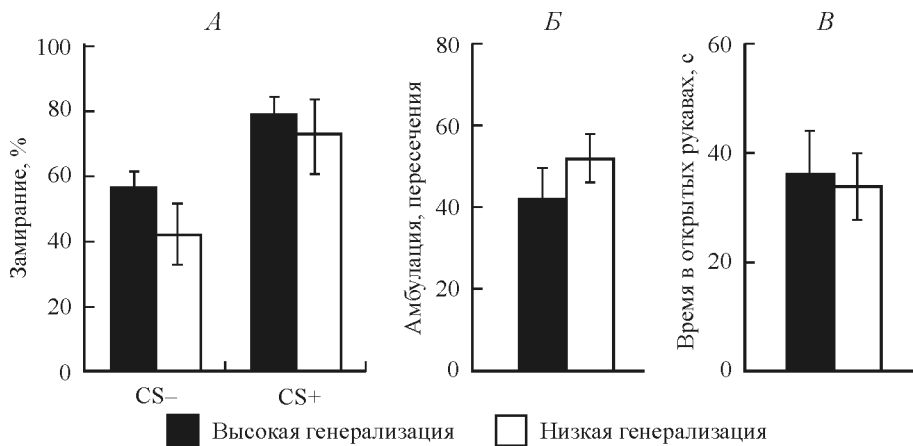 А
Замирание, %
100
80
60
40
20
0
CS–
CS+
Б
Амбулация, пересечения
80
60
40
20
0
В
Время в открытых рукавах, с
60
40
20
0
Высокая генерализация
Низкая генерализация